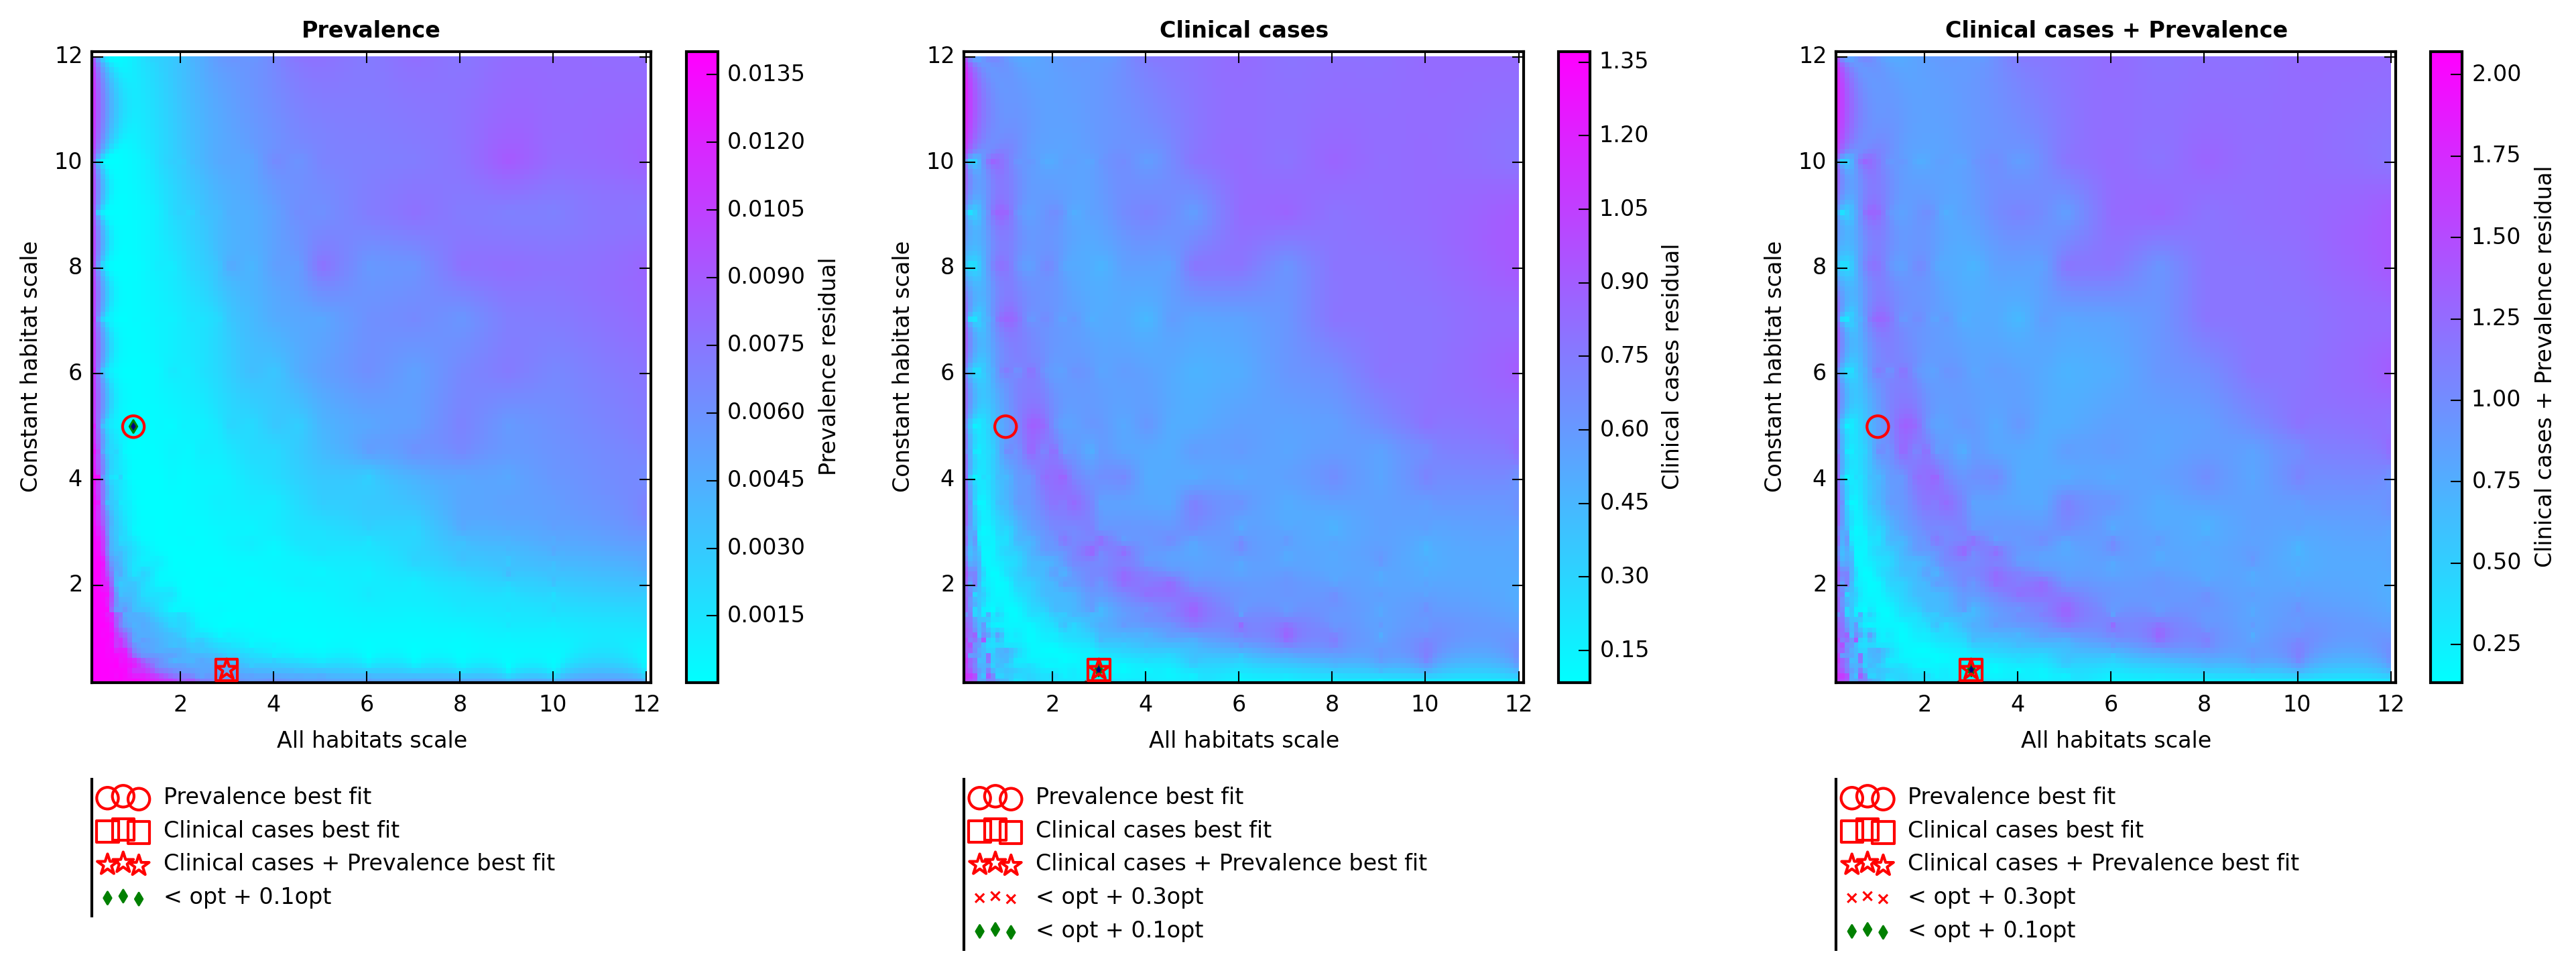 Prevalence
12
10
8
6
4
2
Constant habitat scale
2 4 6 8 10 12
All habitats scale
0.0135
0.0120
0.0105
0.0090
0.0075
0.0060
0.0045
0.0030
0.0015
Prevalence residual
Prevalence best fit
Clinical cases best fit
Clinical cases + Prevalence best fit
< opt + 0.1opt
Clinical cases
12
10
8
6
4
2
Constant habitat scale
2 4 6 8 10 12
All habitats scale
1.35
1.20
1.05
0.90
0.75
0.60
0.45
0.30
0.15
Clinical cases residual
Prevalence best fit
Clinical cases best fit
Clinical cases + Prevalence best fit
< opt + 0.3opt
< opt + 0.1opt
Clinical cases + Prevalence
12
10
8
6
4
2
Constant habitat scale
2 4 6 8 10 12
All habitats scale
2.00
1.75
1.50
1.25
1.00
0.75
0.50
0.25
Clinical cases + Prevalence residual
Prevalence best fit
Clinical cases best fit
Clinical cases + Prevalence best fit
< opt + 0.3opt
< opt + 0.1opt